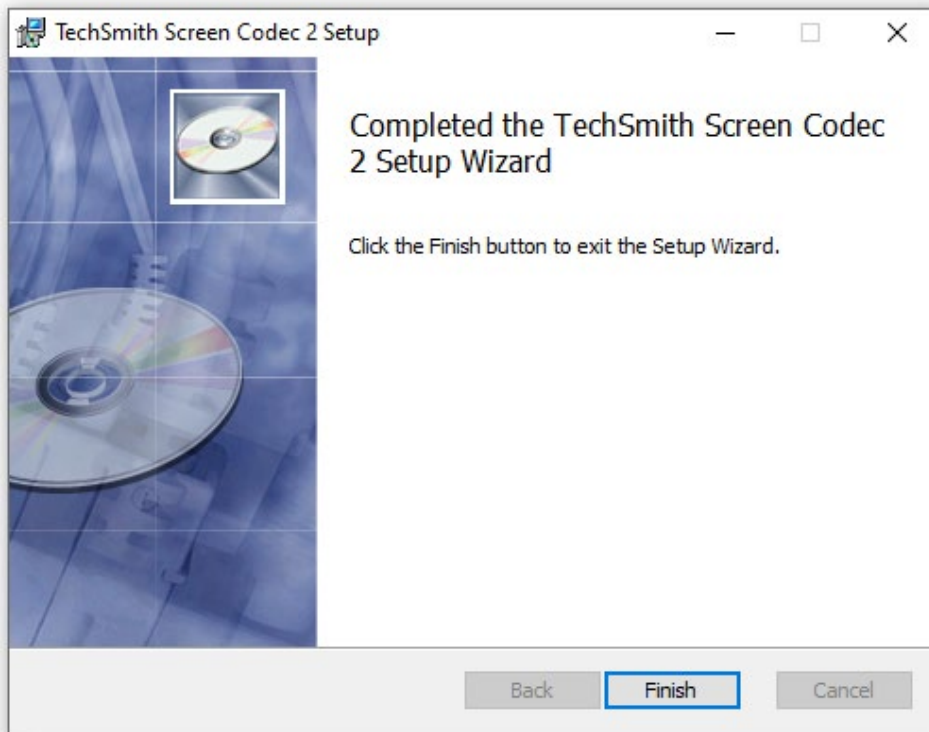 TechSmith Screen Codec 2 Setup
Completed the TechSmith Screen Codec
2 Setup Wizard
Click the Finish button to exit the Setup Wizard.
Back Finish Cancel